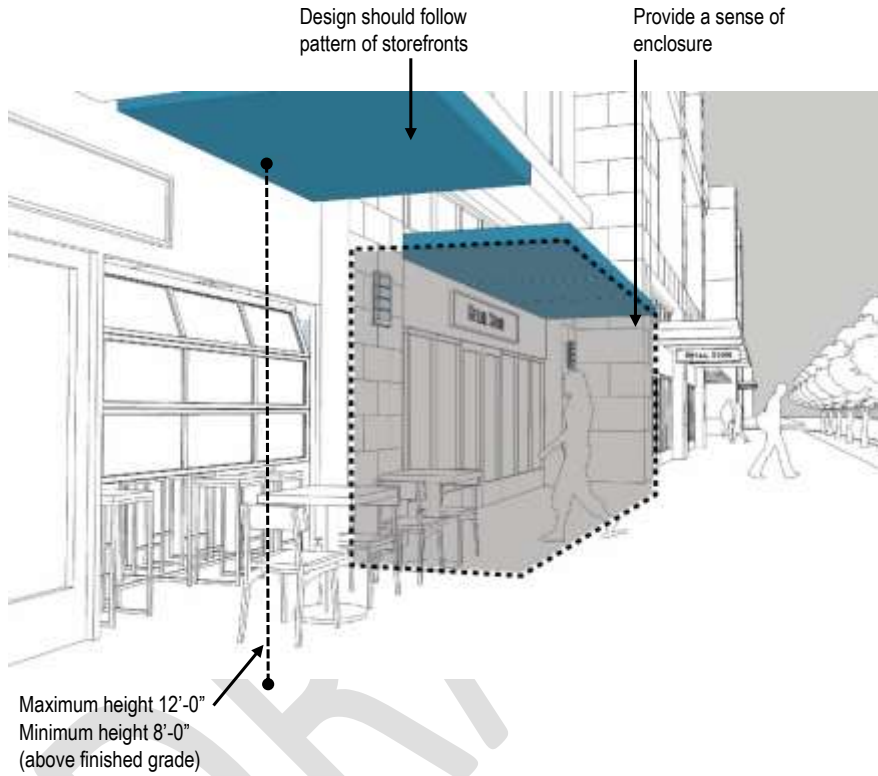 Design should follow
pattern of storefronts
Provide a sense of
enclosure
RETAIL STORE
Maximum height 12’-0”
Minimum height 8’-0”
(above finished grade)